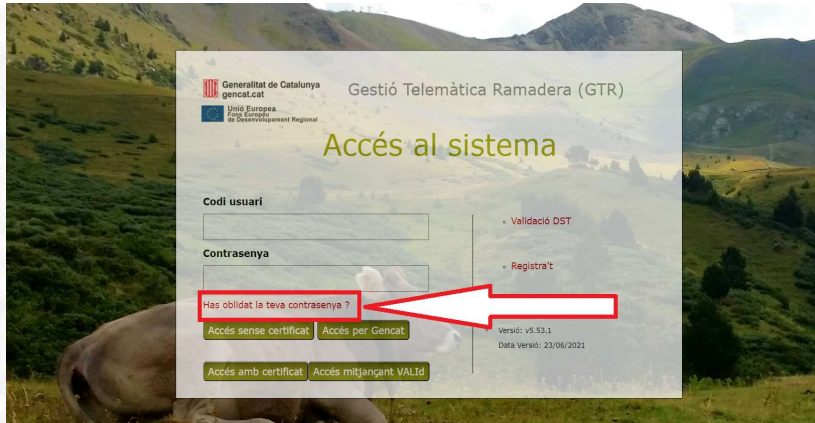 Generalitat de Catalunya
gencat.cat
Gestió Telemàtica Ramadera (GTR)
Unió Europea
Fons Europeu
de Desenvolupament Regional
Accés al sistema
Codi usuari
Validació DST
Contrasenya
Registra't
Has oblidat la teva contrasenya ?
Accés sense certificat Accés per Gencat
Versió: v5.53.1
Data Versió: 23/06/2021
Accés amb certificat Accés mitjançant VALId